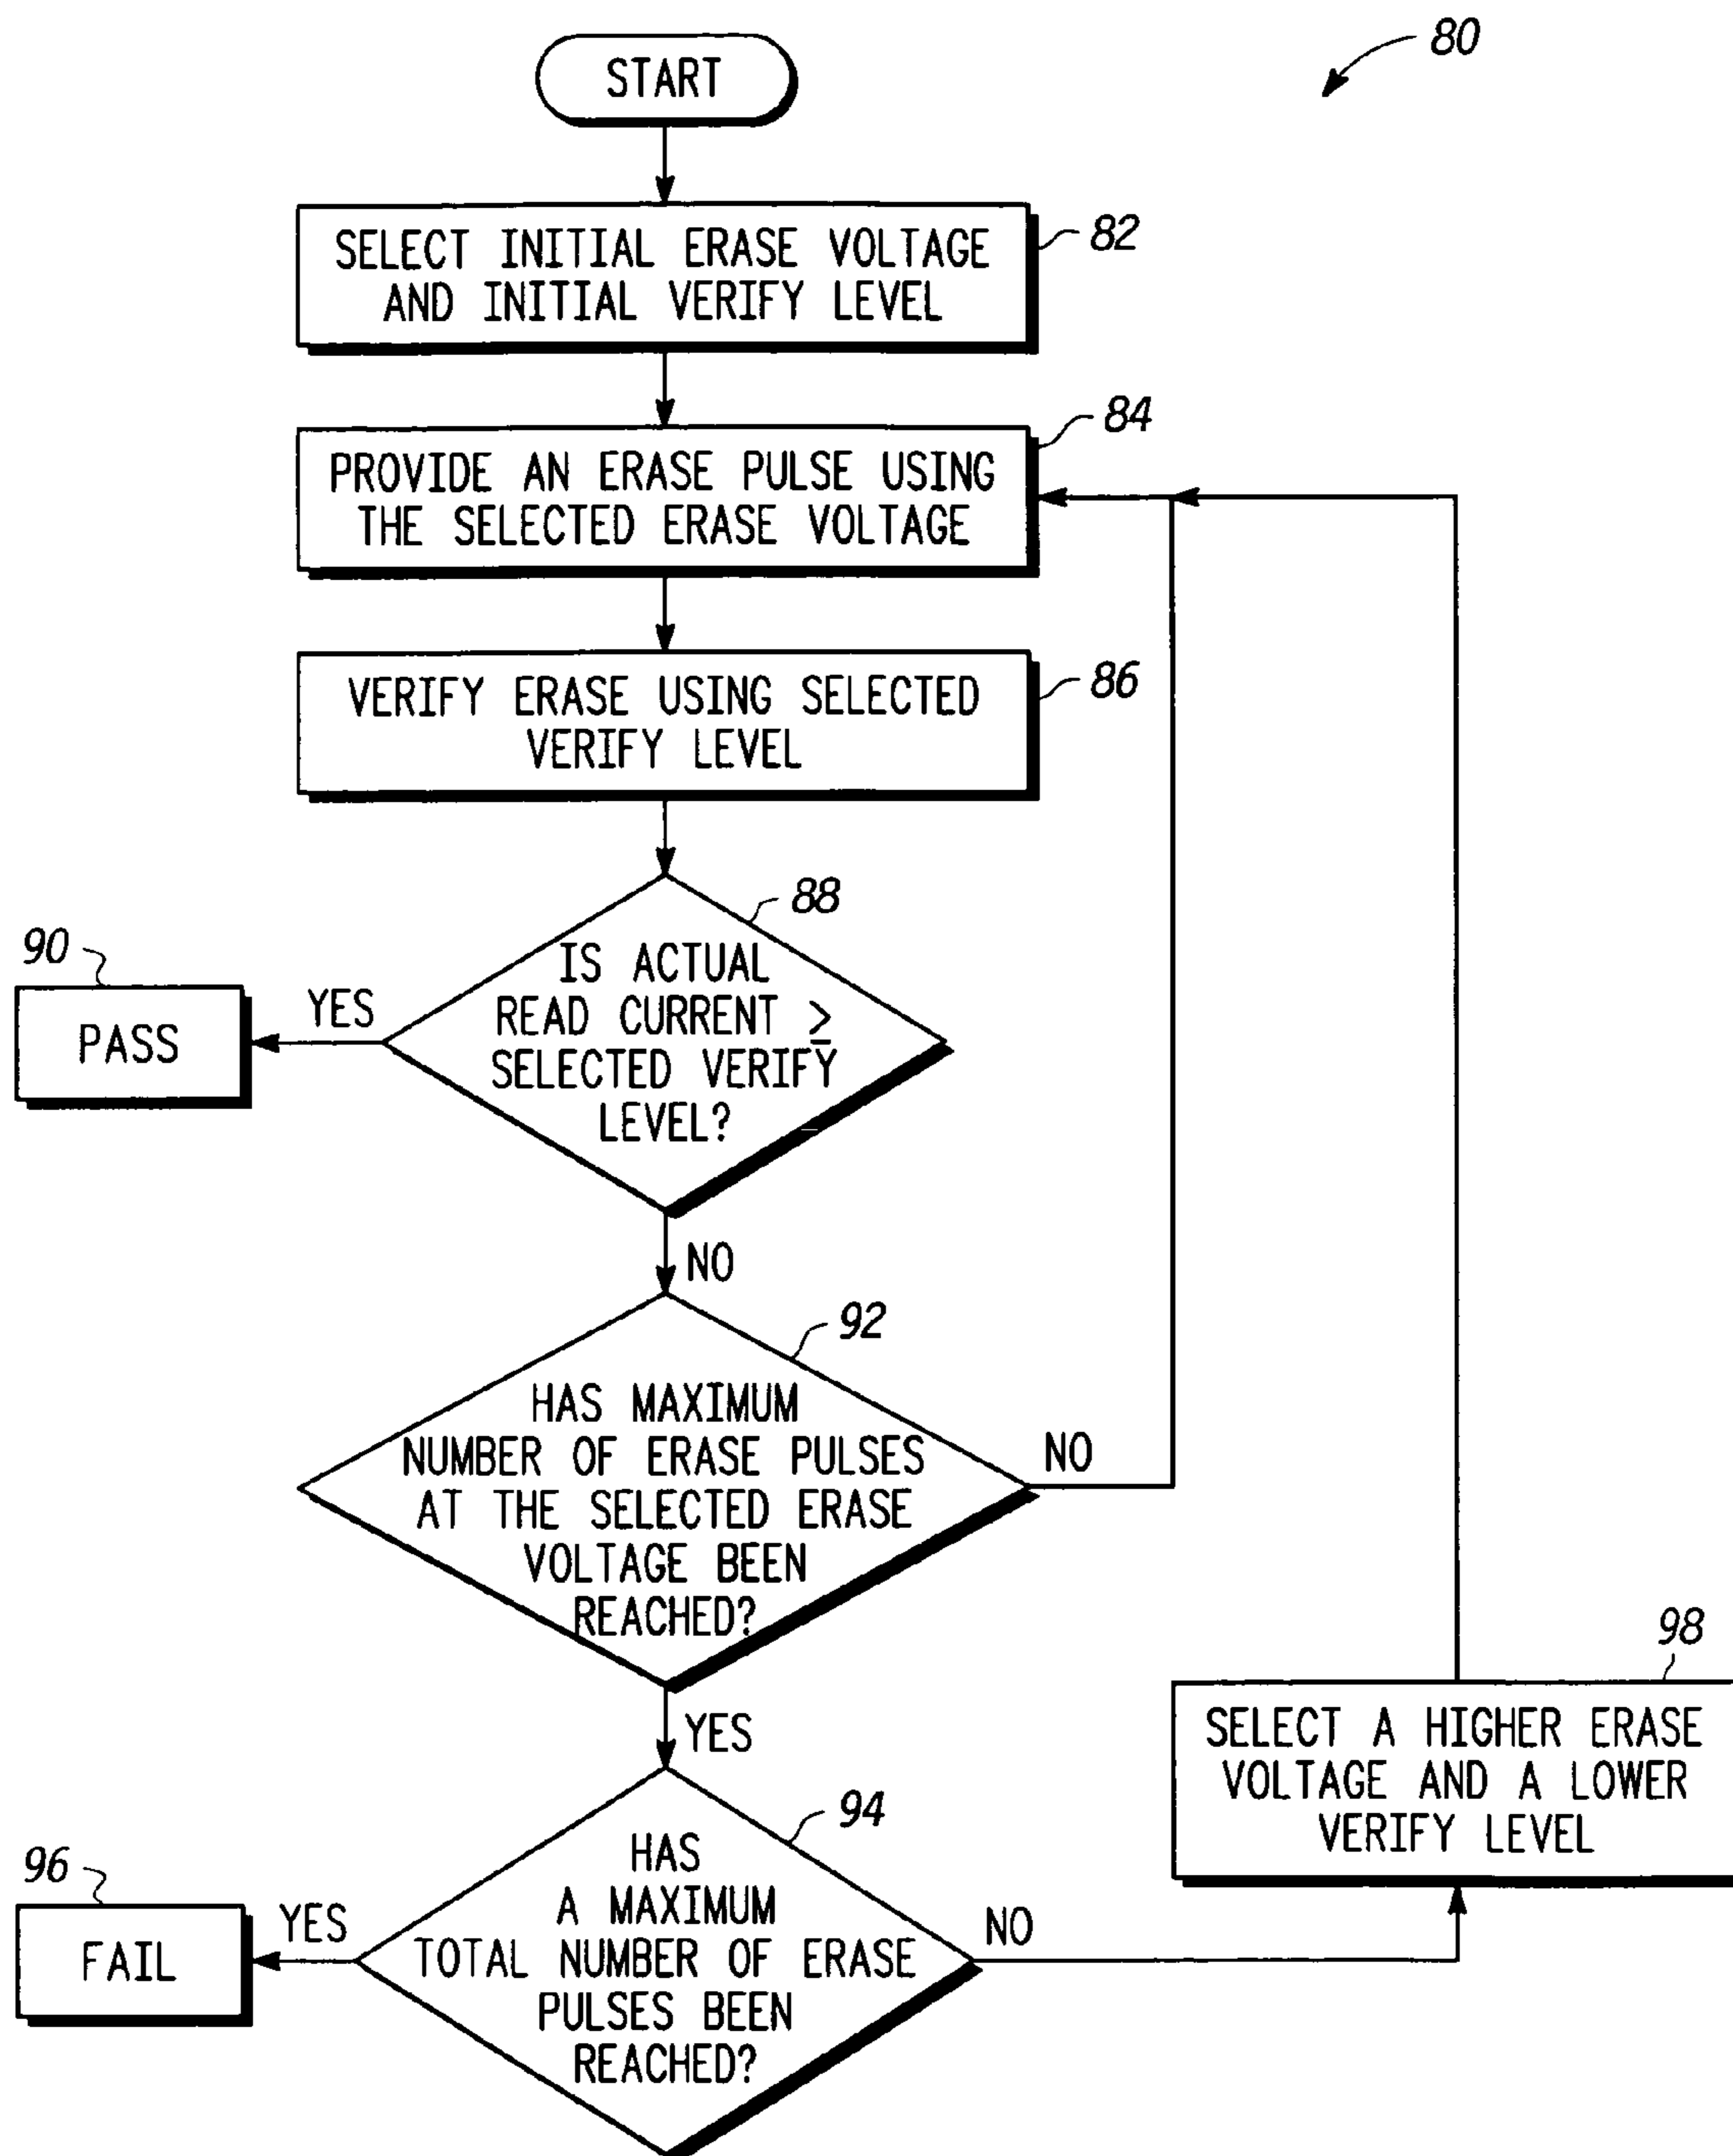 80
START
SELECT INITIAL ERASE VOLTAGE
AND INITIAL VERIFY LEVEL
82
PROVIDE AN ERASE PULSE USING
THE SELECTED ERASE VOLTAGE
84
VERIFY ERASE USING SELECTED
VERIFY LEVEL
86
88
IS ACTUAL
READ CURRENT ≥
SELECTED VERIFY
LEVEL?
YES
90
PASS
NO
92
HAS MAXIMUM
NUMBER OF ERASE PULSES
AT THE SELECTED ERASE
VOLTAGE BEEN
REACHED?
NO
YES
94
HAS
A MAXIMUM
TOTAL NUMBER OF ERASE
PULSES BEEN
REACHED?
YES
96
FAIL
NO
98
SELECT A HIGHER ERASE
VOLTAGE AND A LOWER
VERIFY LEVEL